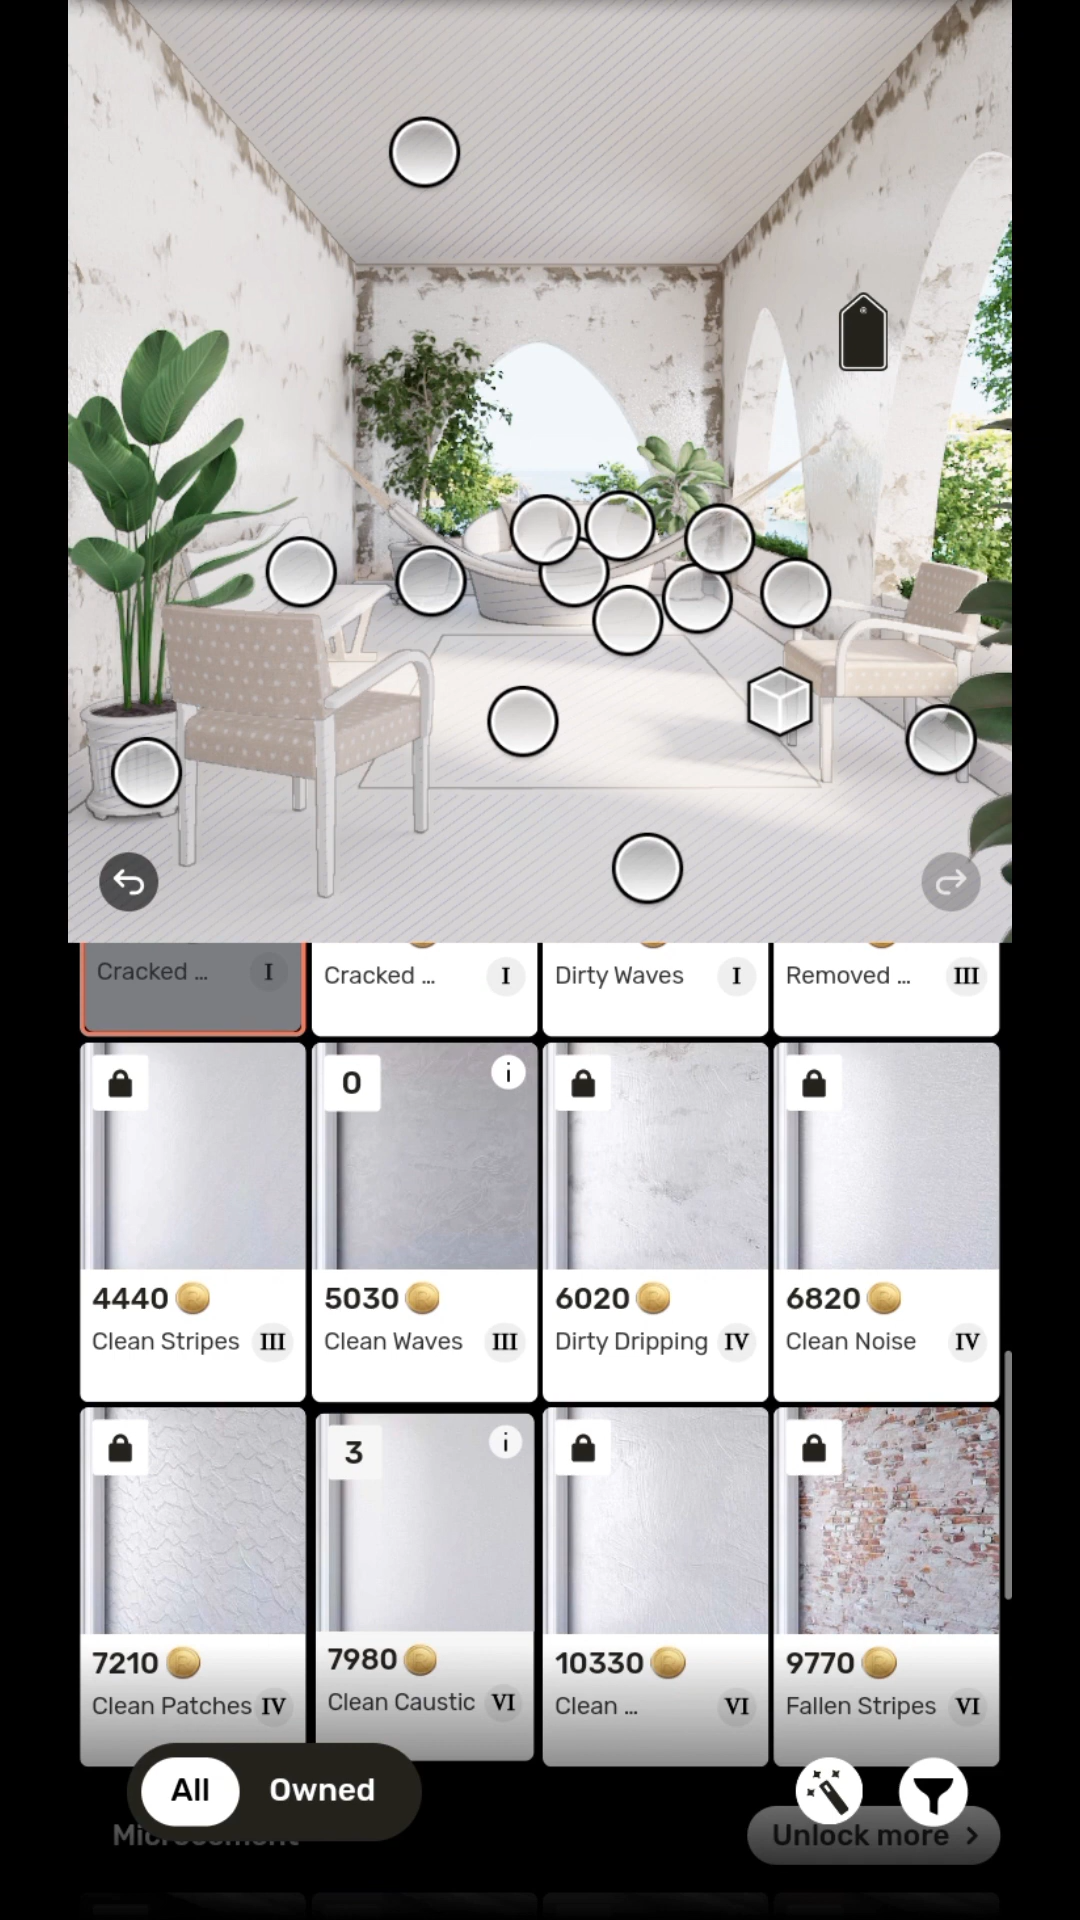 Cracked ... I
Cracked ... I
Dirty Waves I
Removed ... III
4440
Clean Stripes III
0
i
5030
Clean Waves III
6020
Dirty Dripping IV
6820
Clean Noise IV
7210
Clean Patches IV
3
i
7980
Clean Caustic VI
10330
Clean ... VI
9770
Fallen Stripes VI
All
Owned
Microcement
Unlock more >